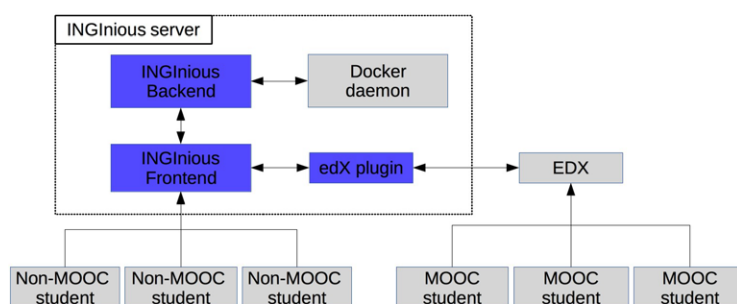 INGInious server
INGInious
Backend
Docker
daemon
INGInious
Frontend
edX plugin
EDX
Non-MOOC
student
Non-MOOC
student
Non-MOOC
student
MOOC
student
MOOC
student
MOOC
student